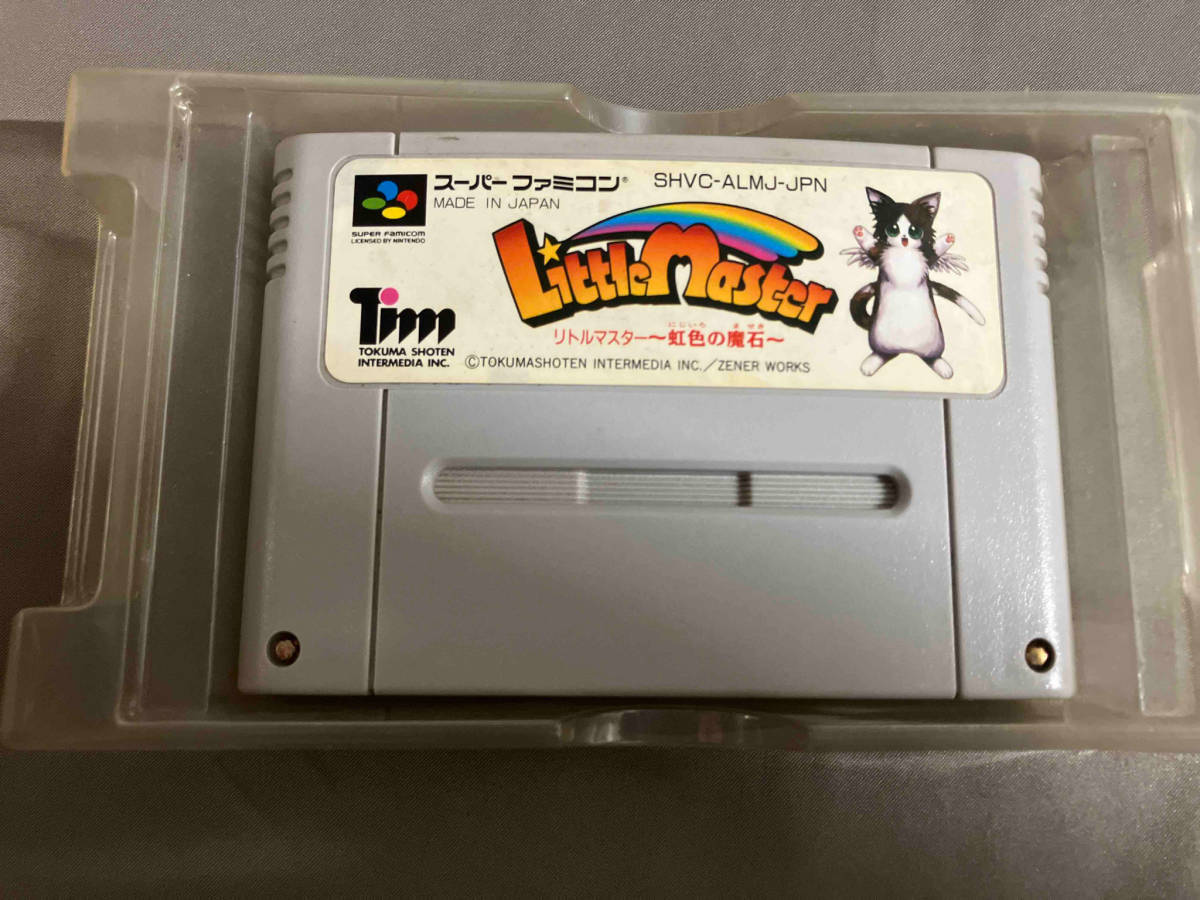 スーパーファミコン® SHVC-ALMJ-JPN
MADE IN JAPAN
SUPER FAMICOM
LICENSED BY NINTENDO
Little Master
にじいろ ませき
リトルマスター～虹色の魔石～
Tim
TOKUMA SHOTEN
INTERMEDIA INC.
©TOKUMASHOTEN INTERMEDIA INC./ZENER WORKS